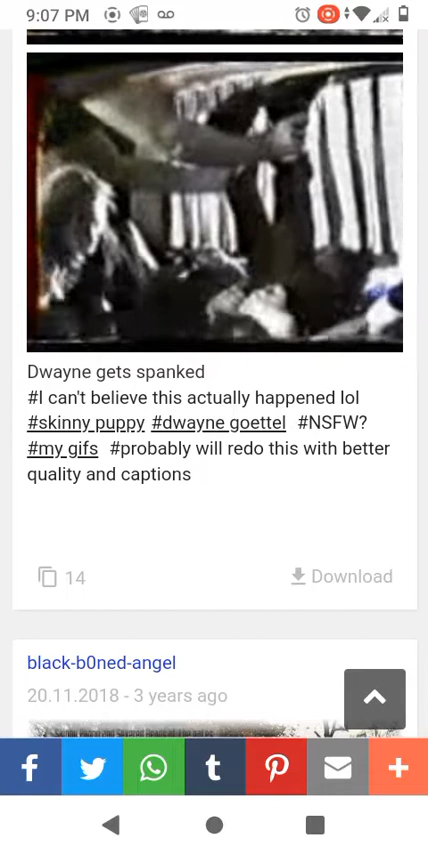 9:07 PM
Dwayne gets spanked
#I can't believe this actually happened lol
#skinny puppy #dwayne goettel #NSFW?
#my gifs #probably will redo this with better
quality and captions
14 Download
black-b0ned-angel
20.11.2018 - 3 years ago